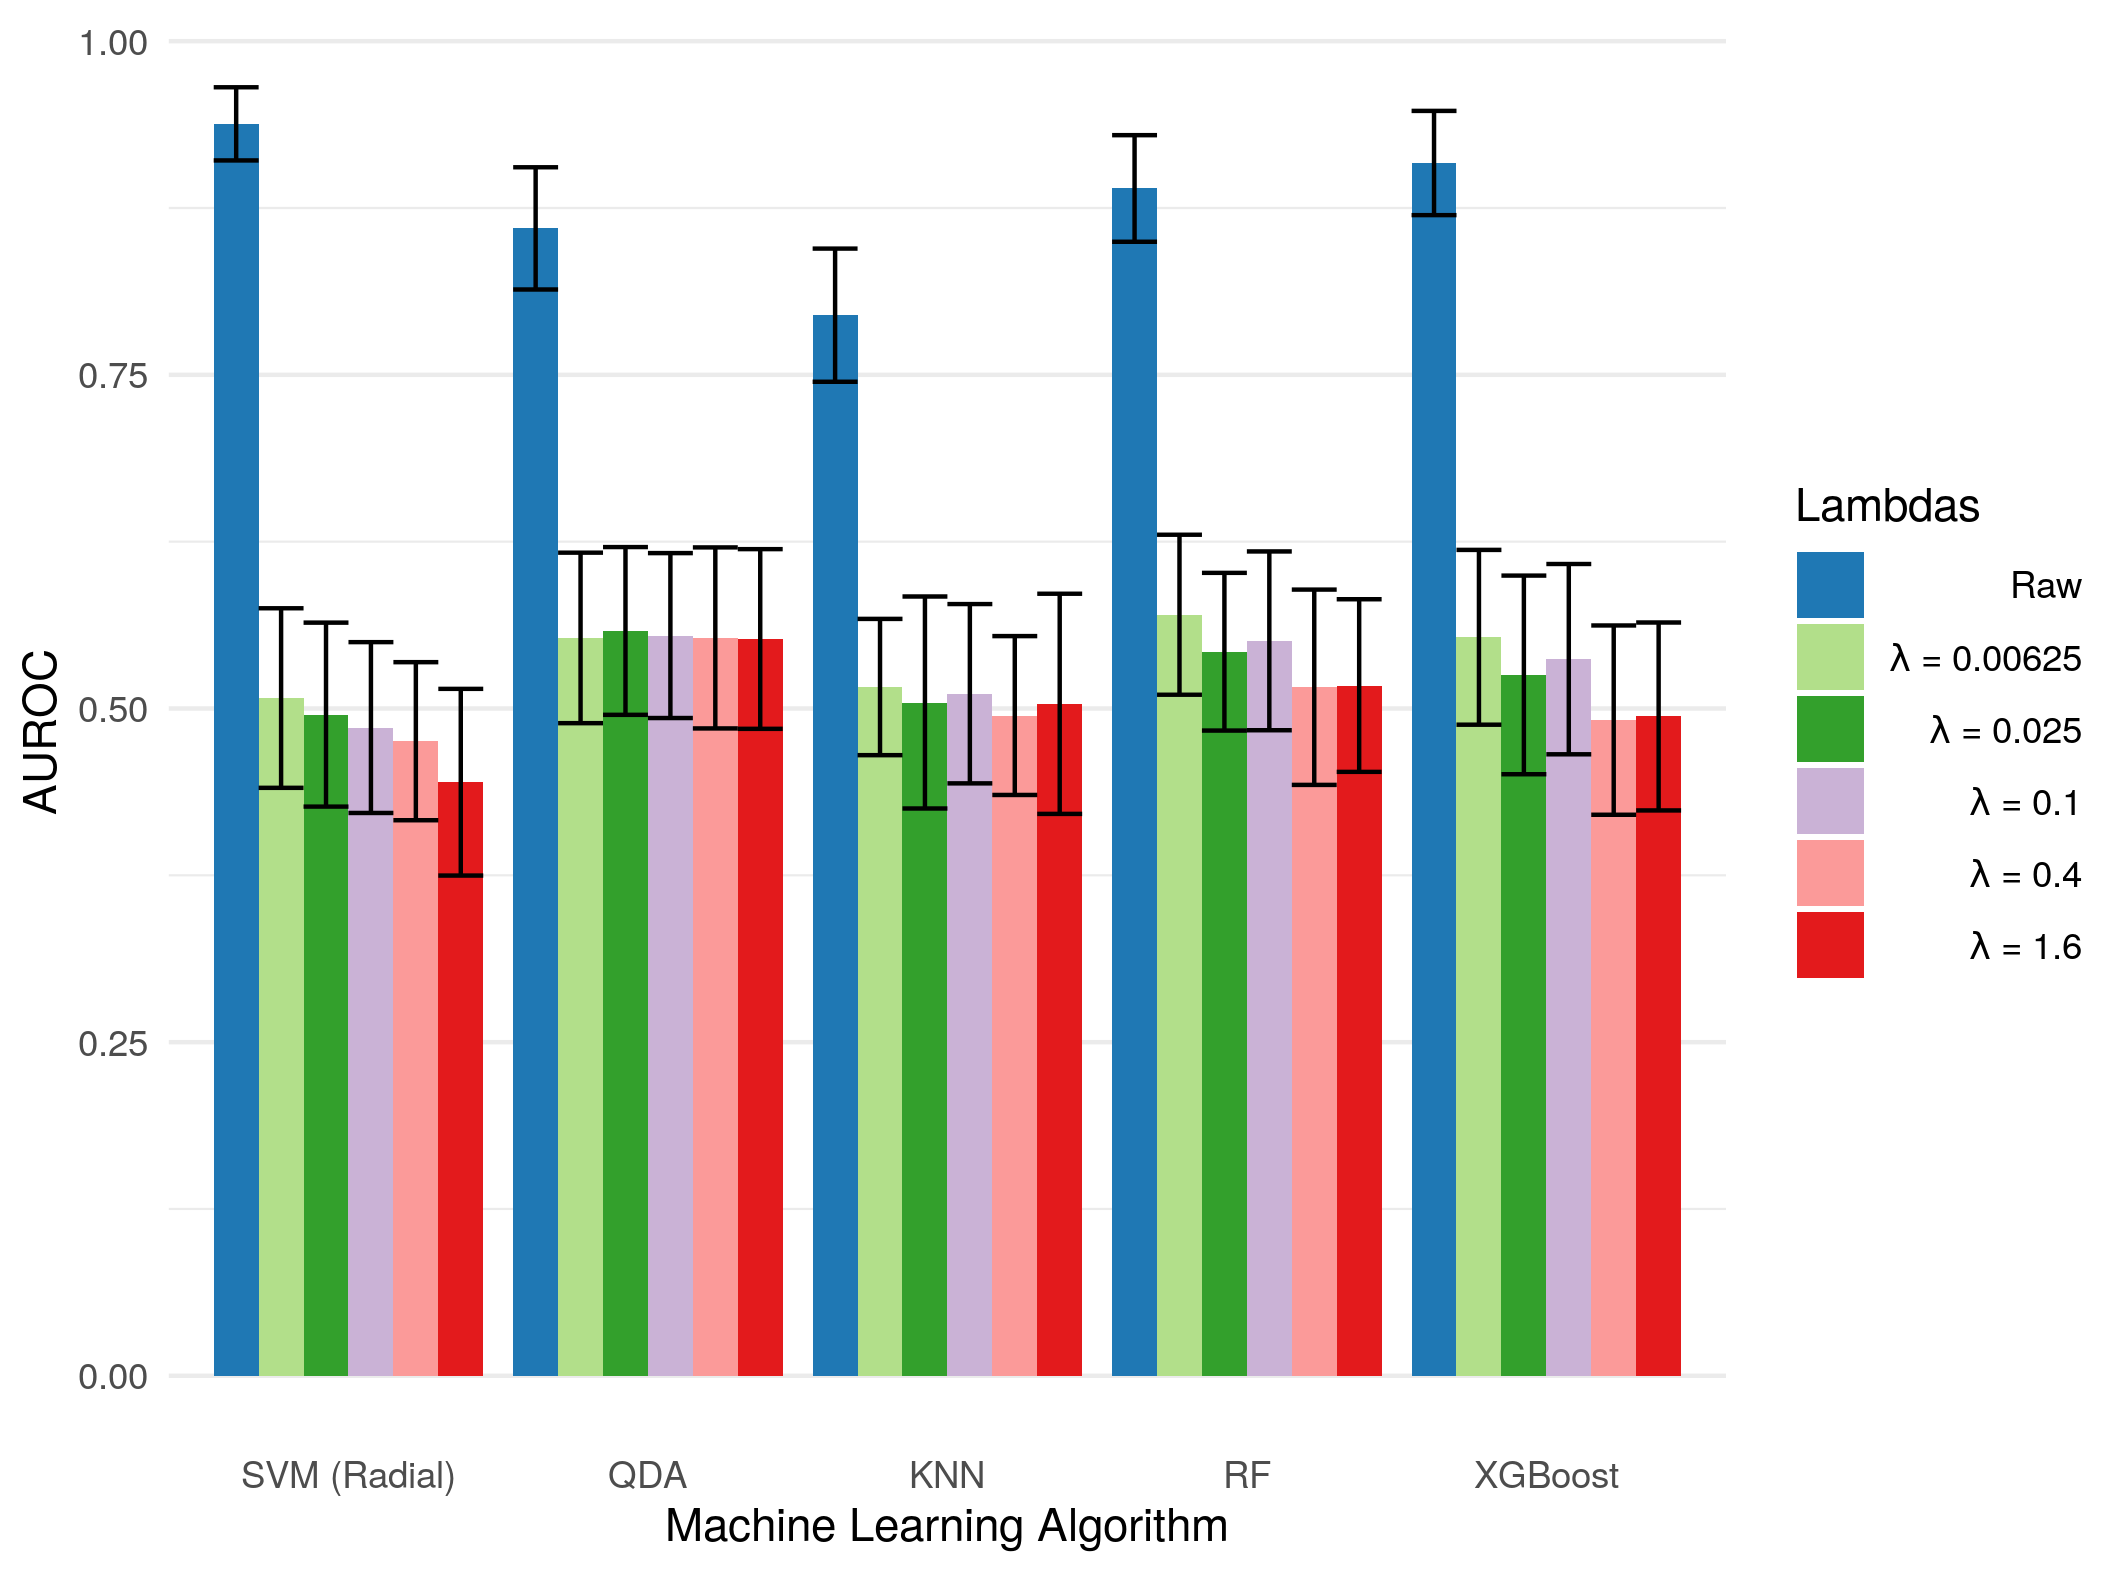 1.00
0.75
0.50
0.25
0.00
AUROC
SVM (Radial)
QDA
KNN
RF
XGBoost
Machine Learning Algorithm
Lambdas
Raw
λ = 0.00625
λ = 0.025
λ = 0.1
λ = 0.4
λ = 1.6